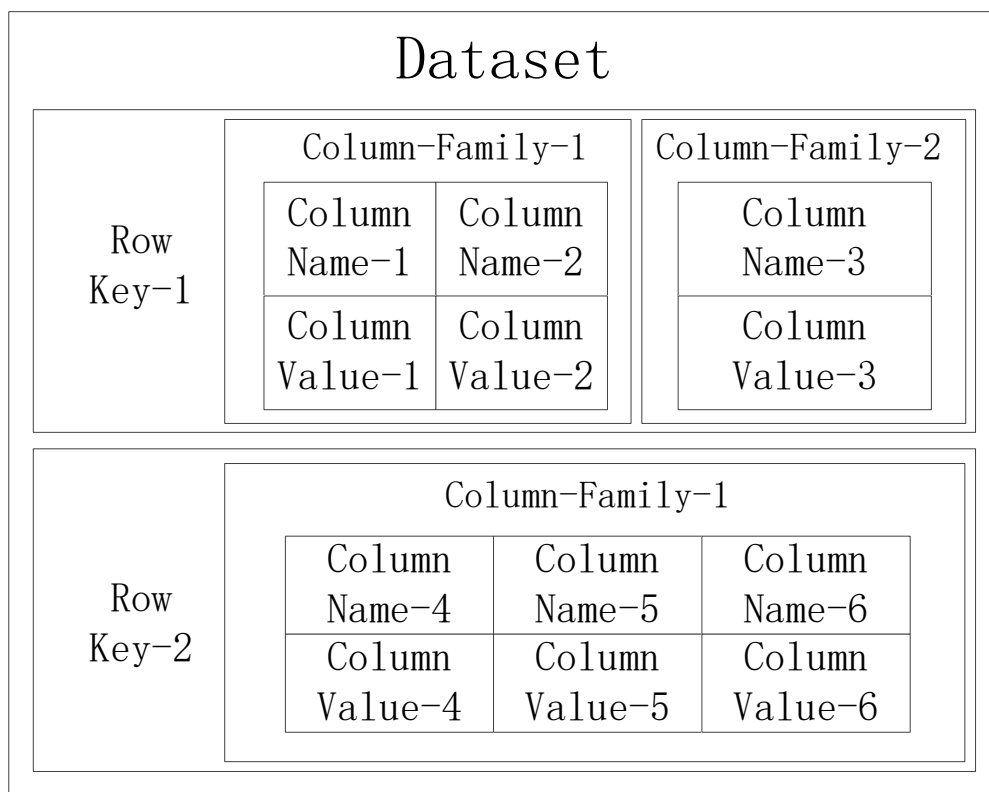 Dataset
Row
Key-1
Column-Family-1
Column
Name-1
Column
Name-2
Column
Value-1
Column
Value-2
Column-Family-2
Column
Name-3
Column
Value-3
Row
Key-2
Column-Family-1
Column
Name-4
Column
Name-5
Column
Name-6
Column
Value-4
Column
Value-5
Column
Value-6